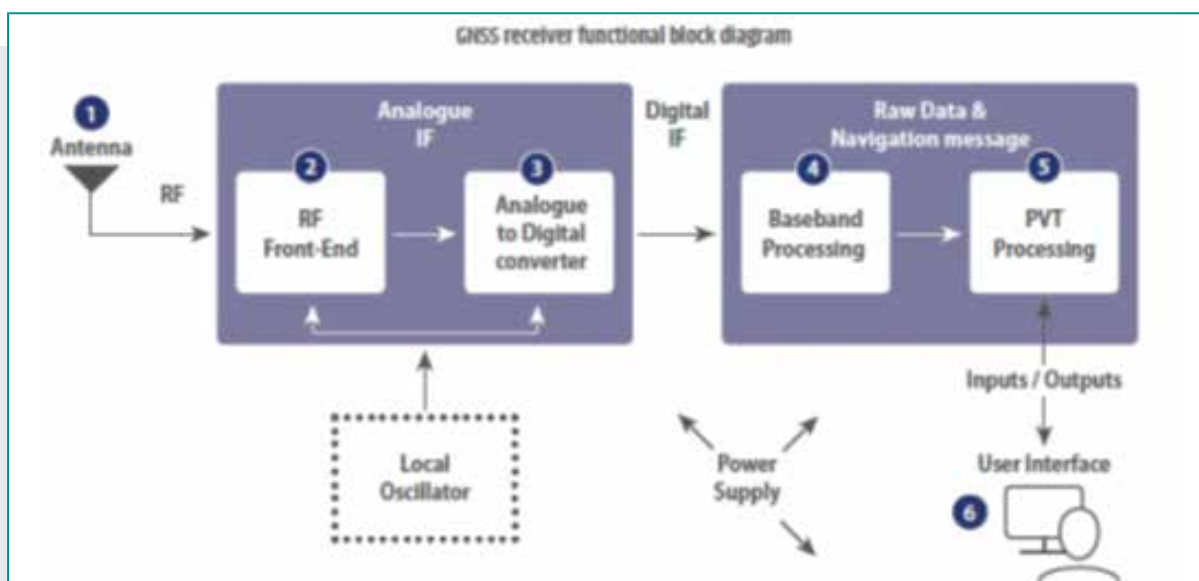 GNSS receiver functional block diagram
1
Antenna
RF
Analogue
IF
2
RF
Front-End
3
Analogue
to Digital
converter
Digital
IF
Raw Data &
Navigation message
4
Baseband
Processing
5
PVT
Processing
Inputs / Outputs
Local
Oscillator
Power
Supply
User Interface
6